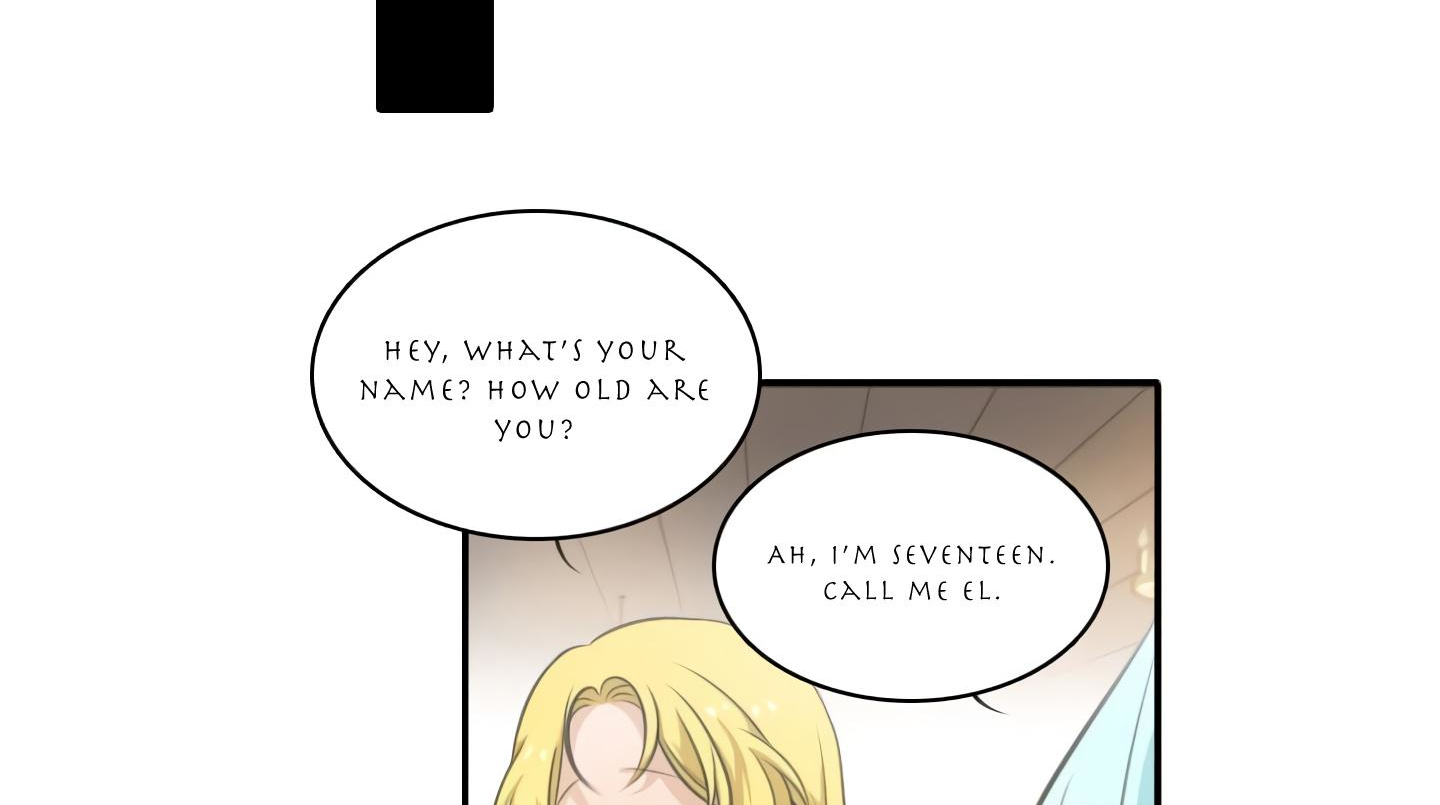 HEY, WHAT'S YOUR
NAME? HOW OLD ARE
YOU?
AH, I'M SEVENTEEN.
CALL ME EL.